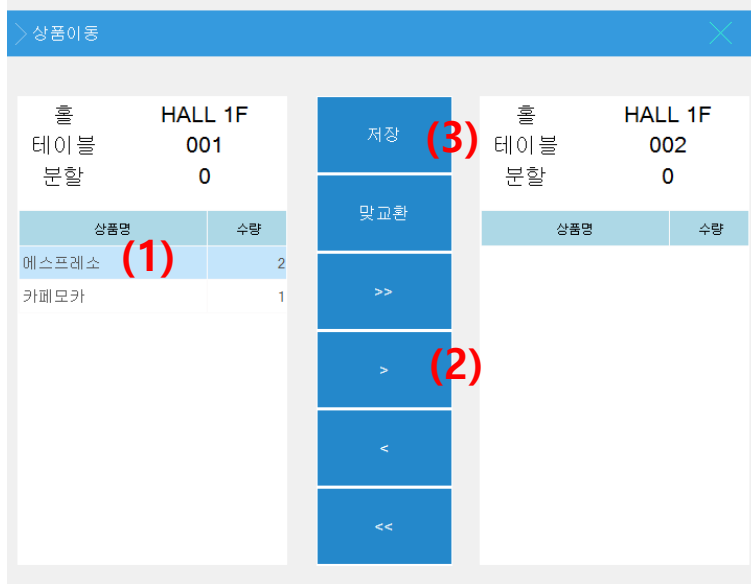 상품이동
홀 HALL 1F
테이블 001
분할 0
상품명 수량
에스프레소 (1) 2
카페모카 1
저장 (3)
맞교환
>>
> (2)
<
<<
홀 HALL 1F
테이블 002
분할 0
상품명 수량